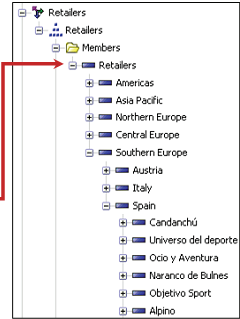 Retailers
Retailers
Members
Retailers
Americas
Asia Pacific
Northern Europe
Central Europe
Southern Europe
Austria
Italy
Spain
Candanchú
Universo del deporte
Ocio y Aventura
Naranco de Bulnes
Objetivo Sport
Alpino